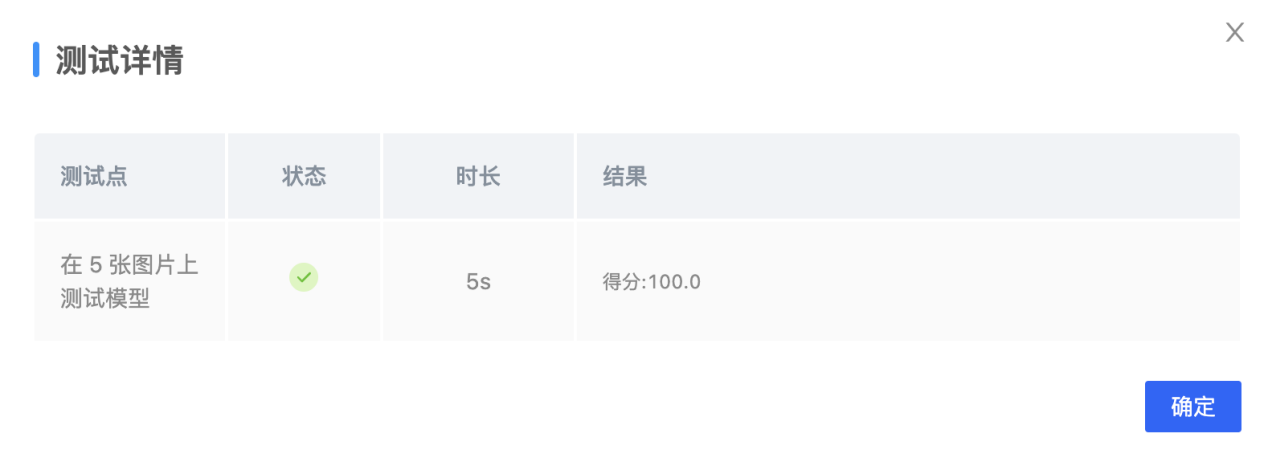 测试详情
测试点 状态 时长 结果
在 5 张图片上
测试模型
5s
得分:100.0
确定